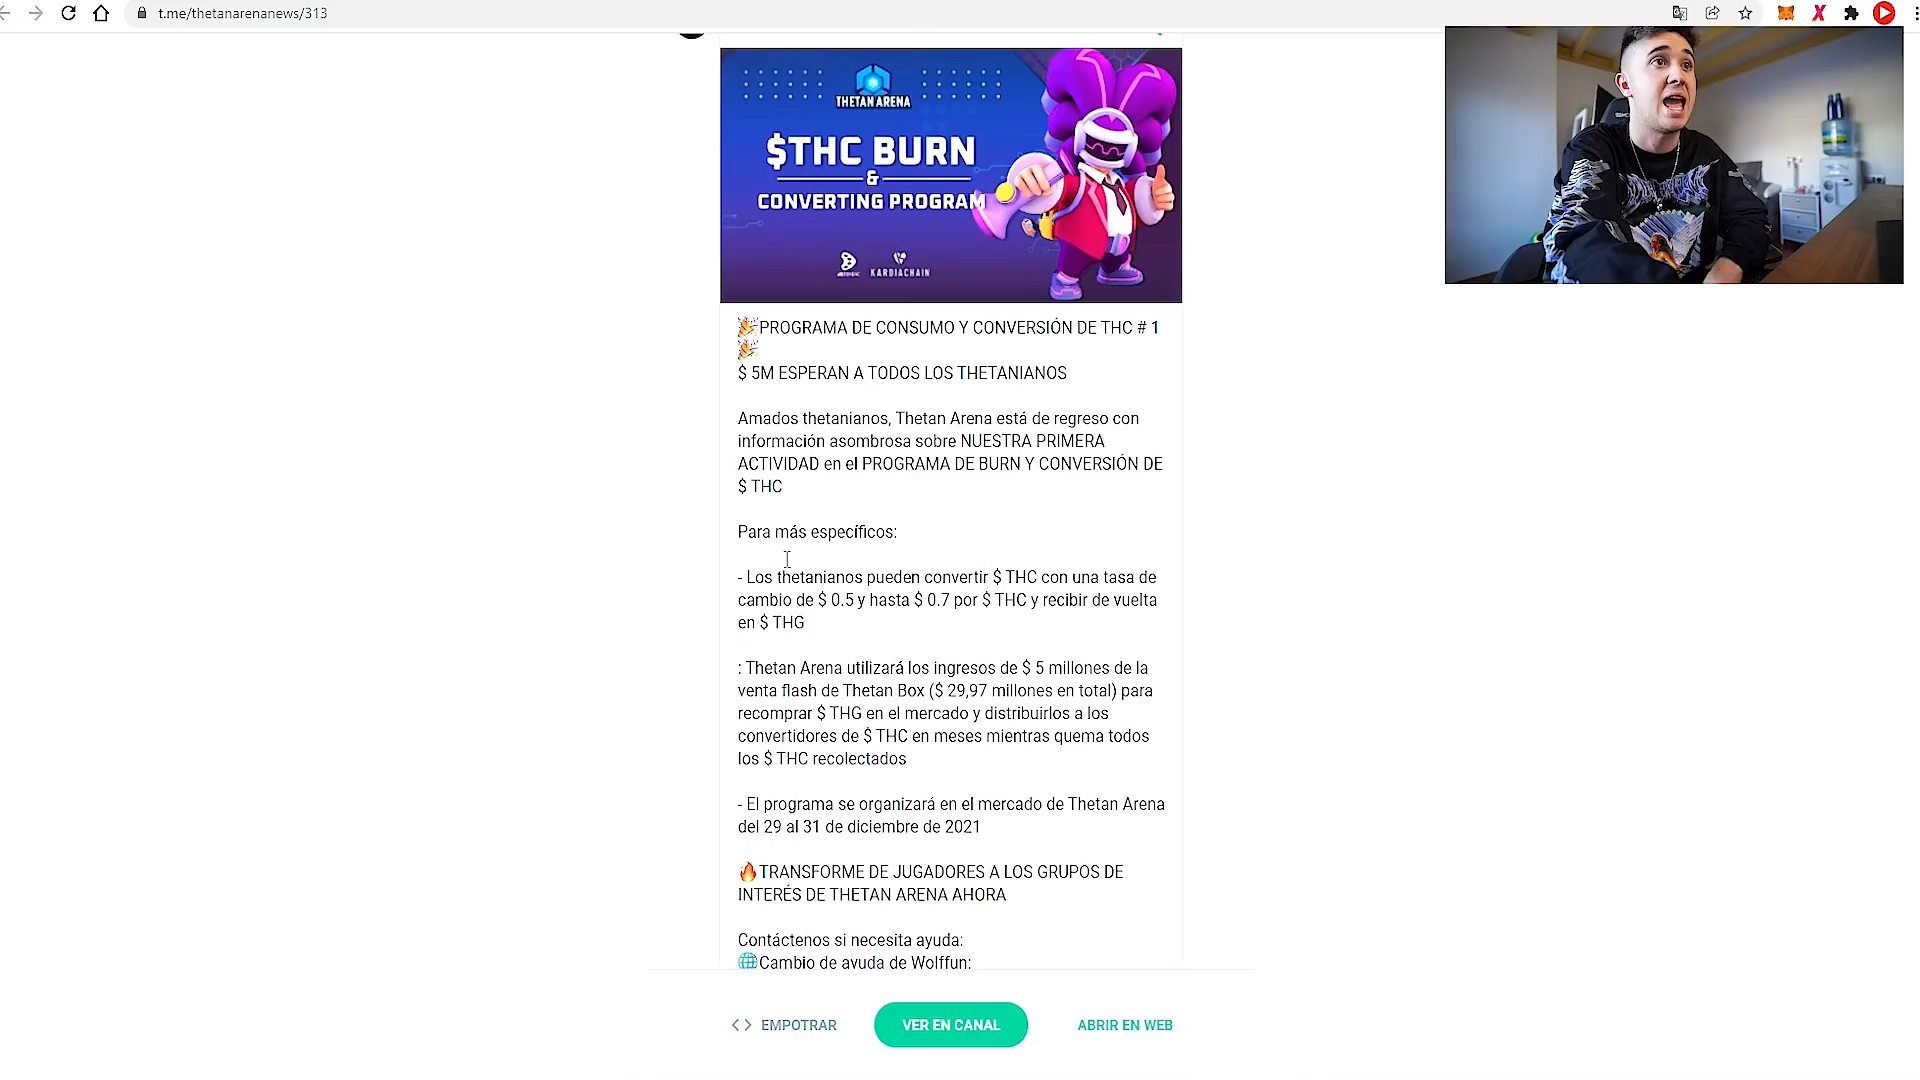 t.me/thetanarenanews/313
THETAN ARENA
$THC BURN
&
CONVERTING PROGRAM
KARDIACHAIN
🎉PROGRAMA DE CONSUMO Y CONVERSIÓN DE THC # 1
🎉
$ 5M ESPERAN A TODOS LOS THETANIANOS
Amados thetanianos, Thetan Arena está de regreso con
información asombrosa sobre NUESTRA PRIMERA
ACTIVIDAD en el PROGRAMA DE BURN Y CONVERSIÓN DE
$ THC
Para más específicos:
- Los thetanianos pueden convertir $ THC con una tasa de
cambio de $ 0.5 y hasta $ 0.7 por $ THC y recibir de vuelta
en $ THG
: Thetan Arena utilizará los ingresos de $ 5 millones de la
venta flash de Thetan Box ($ 29,97 millones en total) para
recomprar $ THG en el mercado y distribuirlos a los
convertidores de $ THC en meses mientras quema todos
los $ THC recolectados
- El programa se organizará en el mercado de Thetan Arena
del 29 al 31 de diciembre de 2021
🔥TRANSFORME DE JUGADORES A LOS GRUPOS DE
INTERÉS DE THETAN ARENA AHORA
Contáctenos si necesita ayuda:
🌐Cambio de ayuda de Wolffun:
<> EMPOTRAR
VER EN CANAL
ABRIR EN WEB